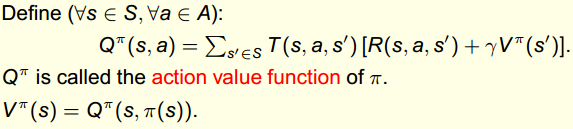 Define (∀s ∈ S, ∀a ∈ A):
Q^π(s, a) = ∑_{s′∈S} T(s, a, s′) [R(s, a, s′) + γV^π(s′)].
Q^π is called the action value function of π.
V^π(s) = Q^π(s, π(s)).